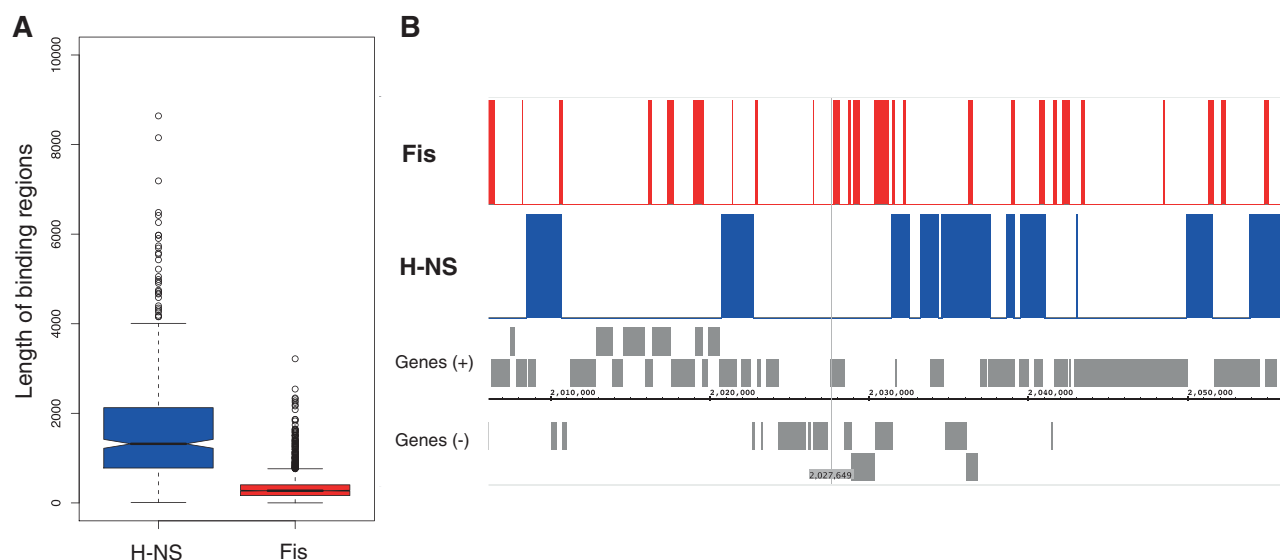 A
B
Length of binding regions
0
2000
4000
6000
8000
10000
H-NS
Fis
Fis
H-NS
Genes (+)
2,010,000
2,020,000
2,030,000
2,040,000
2,050,000
Genes (-)
2,027,649